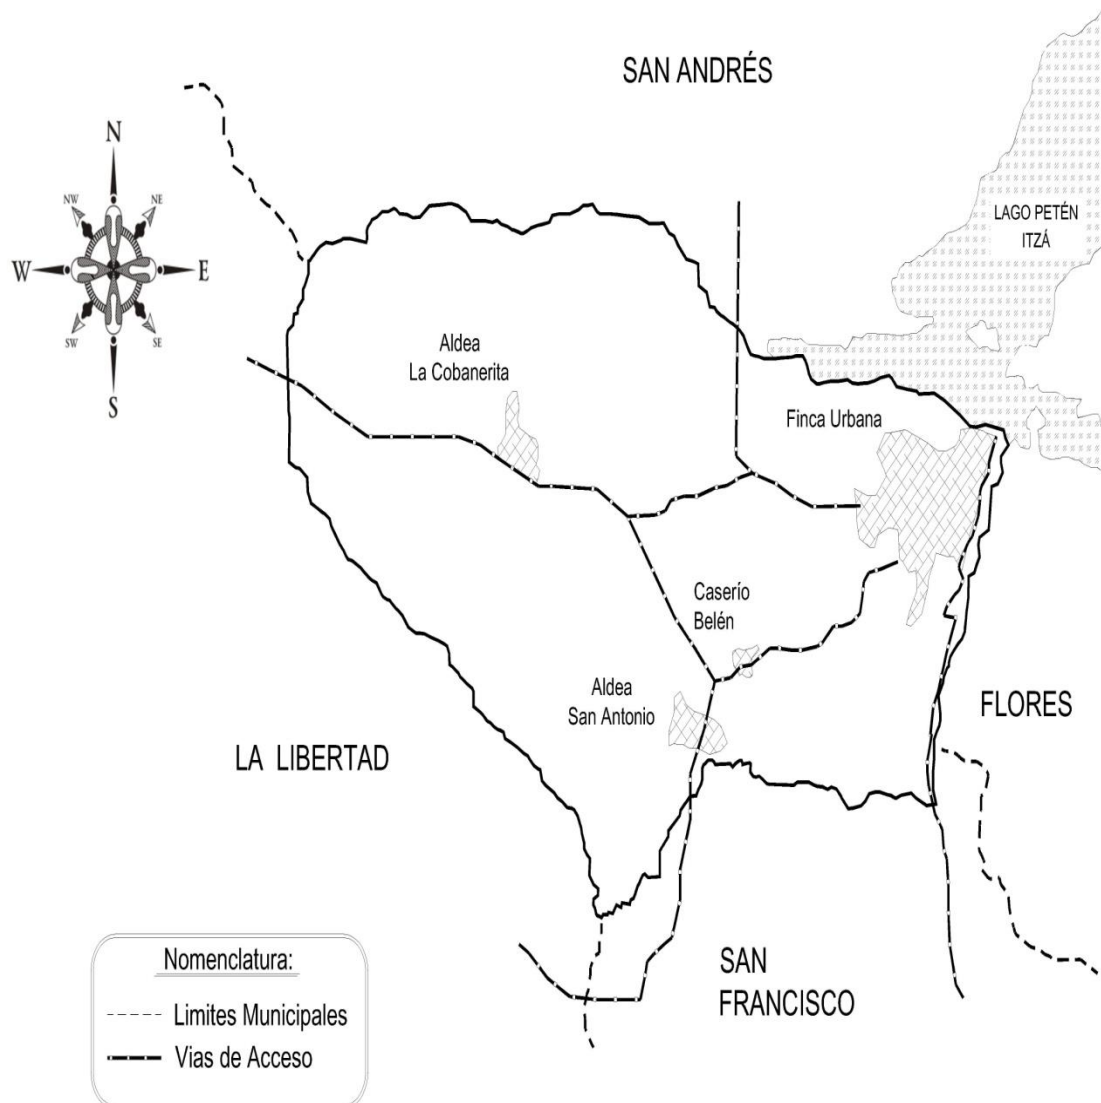 SAN ANDRÉS
N
NW
NE
W
E
SW
SE
S
LAGO PETÉN
ITZÁ
Aldea
La Cobanerita
Finca Urbana
Caserío
Belén
Aldea
San Antonio
FLORES
LA LIBERTAD
SAN
FRANCISCO
Nomenclatura:
Limites Municipales
Vias de Acceso